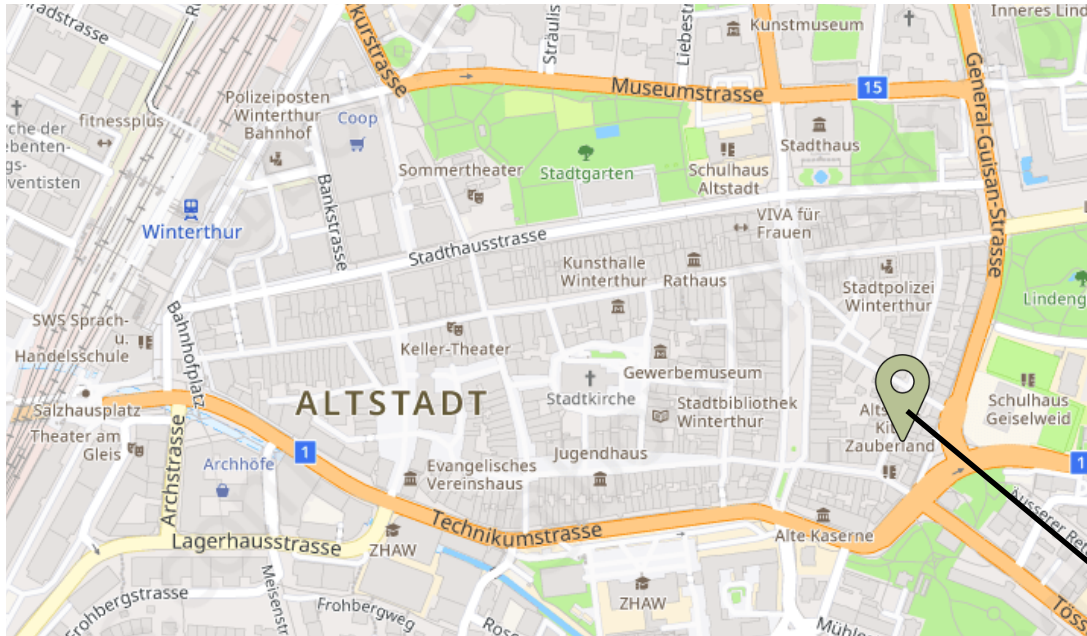 Inneres Lind
Kunstmuseum
Museumstrasse
15
General-Guisan-Strasse
Polizeiposten
Winterthur
Bahnhof
fitnessplus
Coop
Sommertheater
Stadtgarten
Schulhaus
Altstadt
Stadthaus
Bankstrasse
Winterthur
Stadthausstrasse
VIVA für
Frauen
Kunsthalle
Winterthur
Rathaus
Stadtpolizei
Winterthur
SWS Sprach-
u.
Handelsschule
Bahnhofplatz
Keller-Theater
Gewerbemuseum
ALTSTADT
Stadtkirche
Stadtbibliothek
Winterthur
Zauberland
Schulhaus
Geiselweid
Salzhausplatz
Theater am
Gleis
Archstrasse
Archhöfe
1
Evangelisches
Vereinshaus
Jugendhaus
Technikumstrasse
Alte Kaserne
Lagerhausstrasse
ZHAW
ZHAW
Meisenstr
Frohbergstrasse
Frohbergweg